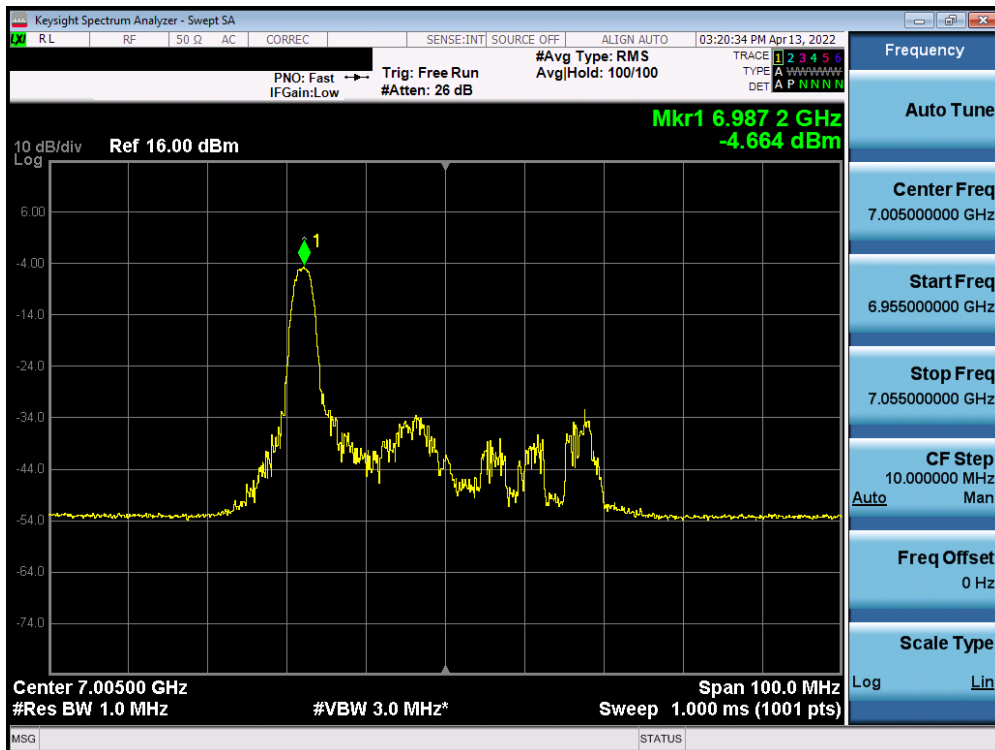 Keysight Spectrum Analyzer - Swept SA
LXI RL RF 50 Ω AC CORREC SENSE:INT SOURCE OFF ALIGN AUTO 03:20:34 PM Apr 13, 2022
Frequency
#Avg Type: RMS
TRACE 1 2 3 4 5 6
PNO: Fast Trig: Free Run Avg|Hold: 100/100
TYPE A WWWWW
IFGain:Low #Atten: 26 dB
DET A P N N N N
Mkr1 6.987 2 GHz
-4.664 dBm
10 dB/div Ref 16.00 dBm
Log
1
6.00
-4.00
-14.0
-24.0
-34.0
-44.0
-54.0
-64.0
-74.0
Center 7.00500 GHz Span 100.0 MHz
#Res BW 1.0 MHz #VBW 3.0 MHz* Sweep 1.000 ms (1001 pts)
MSG STATUS
Auto Tune
Center Freq
7.005000000 GHz
Start Freq
6.955000000 GHz
Stop Freq
7.055000000 GHz
CF Step
10.000000 MHz
Auto Man
Freq Offset
0 Hz
Scale Type
Log Lin